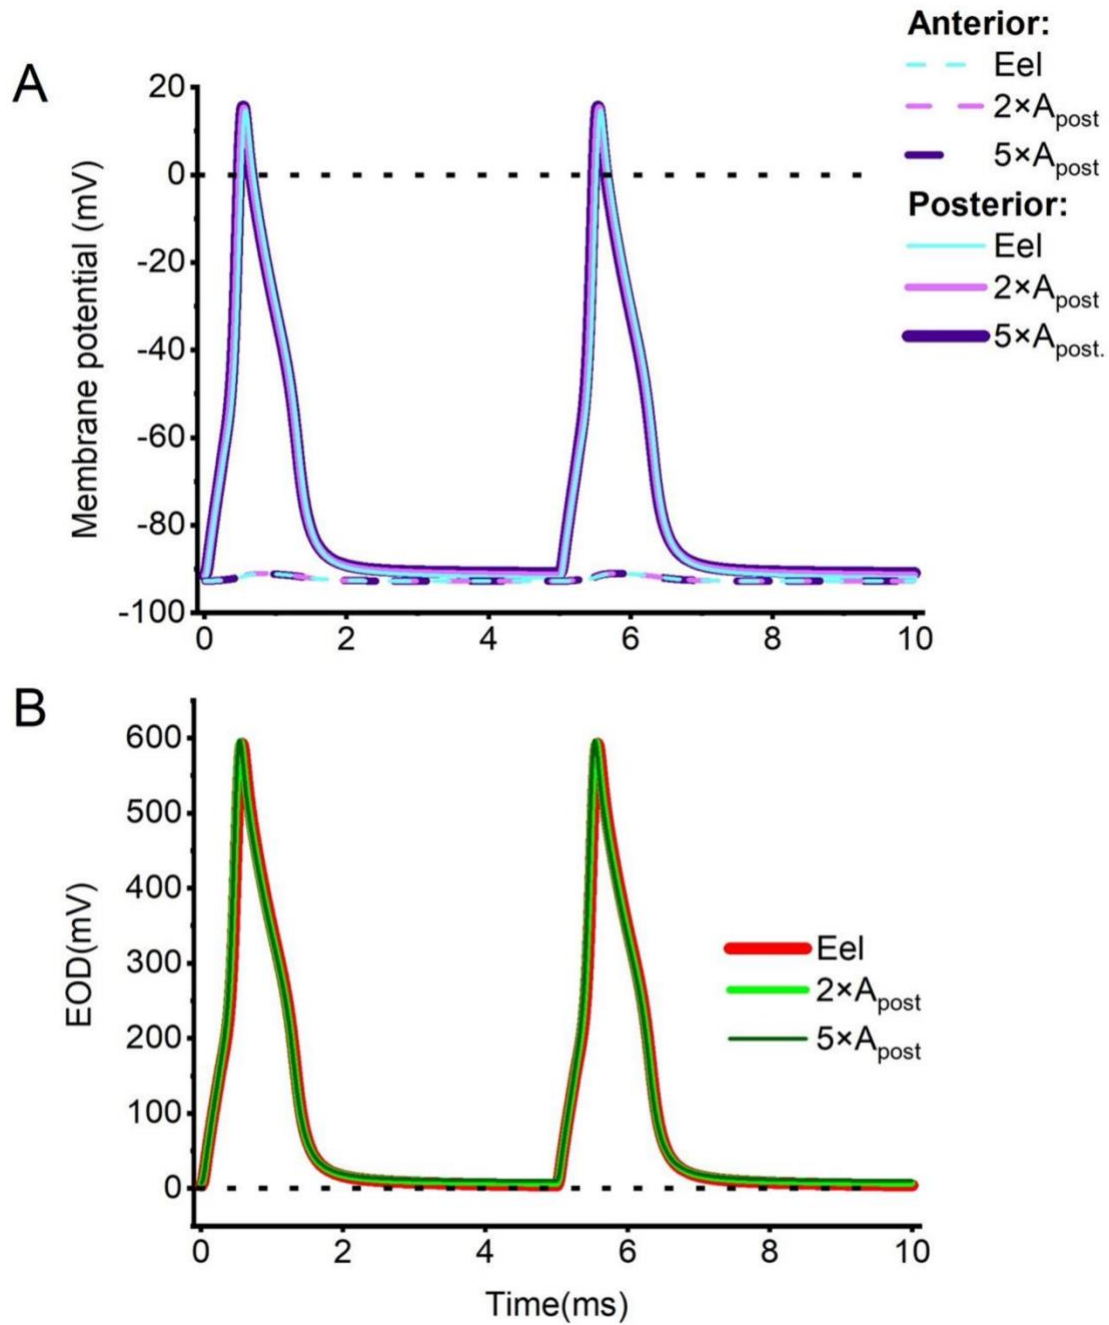 A
Membrane potential (mV)
20
0
-20
-40
-60
-80
-100
0 2 4 6 8 10
Anterior:
Eel
2×Apost
5×Apost
Posterior:
Eel
2×Apost
5×Apost.
B
EOD(mV)
600
500
400
300
200
100
0
Eel
2×Apost
5×Apost
0 2 4 6 8 10
Time(ms)